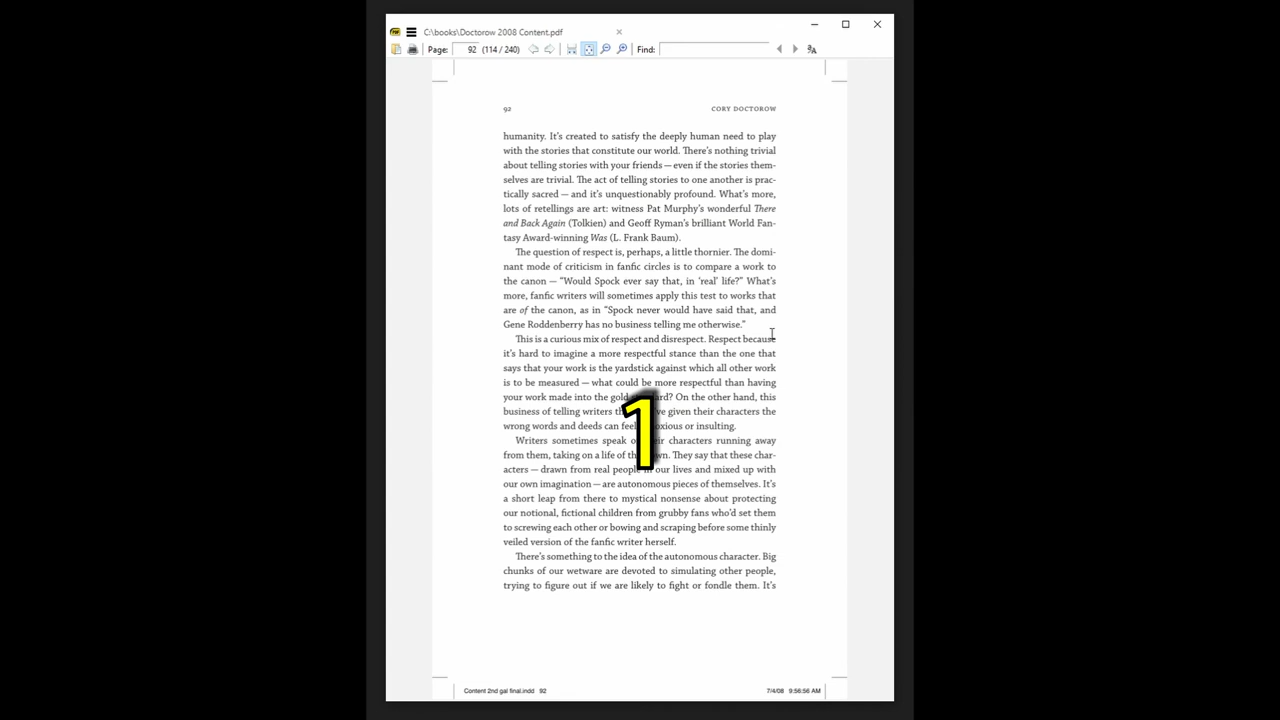 C:\books\Doctorow 2008 Content.pdf
Page: 92 (114 / 240) Find:
92 CORY DOCTOROW
humanity. It's created to satisfy the deeply human need to play
with the stories that constitute our world. There's nothing trivial
about telling stories with your friends — even if the stories them-
selves are trivial. The act of telling stories to one another is prac-
tically sacred — and it's unquestionably profound. What's more,
lots of retellings are art: witness Pat Murphy's wonderful There
and Back Again (Tolkien) and Geoff Ryman's brilliant World Fan-
tasy Award-winning Was (L. Frank Baum).
The question of respect is, perhaps, a little thornier. The domi-
nant mode of criticism in fanfic circles is to compare a work to
the canon — “Would Spock ever say that, in ‘real’ life?” What's
more, fanfic writers will sometimes apply this test to works that
are of the canon, as in “Spock never would have said that, and
Gene Roddenberry has no business telling me otherwise.”
This is a curious mix of respect and disrespect. Respect because
it's hard to imagine a more respectful stance than the one that
says that your work is the yardstick against which all other work
is to be measured — what could be more respectful than having
your work made into the gold On the other hand, this
business of telling writers given their characters the
wrong words and deeds can feel or insulting.
Writers sometimes speak characters running away
from them, taking on a life of They say that these char-
acters — drawn from real people in our lives and mixed up with
our own imagination — are autonomous pieces of themselves. It's
a short leap from there to mystical nonsense about protecting
our notional, fictional children from grubby fans who'd set them
to screwing each other or bowing and scraping before some thinly
veiled version of the fanfic writer herself.
There's something to the idea of the autonomous character. Big
chunks of our wetware are devoted to simulating other people,
trying to figure out if we are likely to fight or fondle them. It's
1
Content 2nd gal final.indd 92 7/4/08 9:56:56 AM